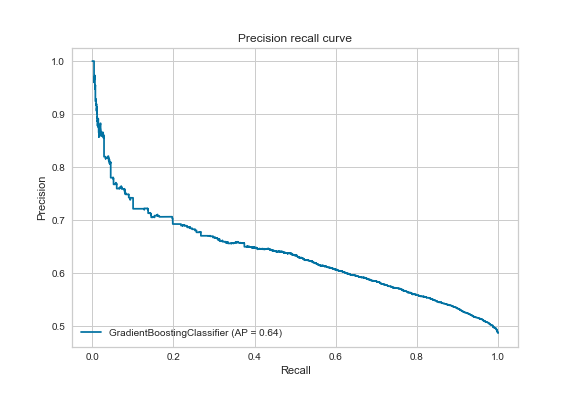 Precision recall curve
1.0
0.9
0.8
0.7
0.6
0.5
Precision
GradientBoostingClassifier (AP = 0.64)
0.0 0.2 0.4 0.6 0.8 1.0
Recall